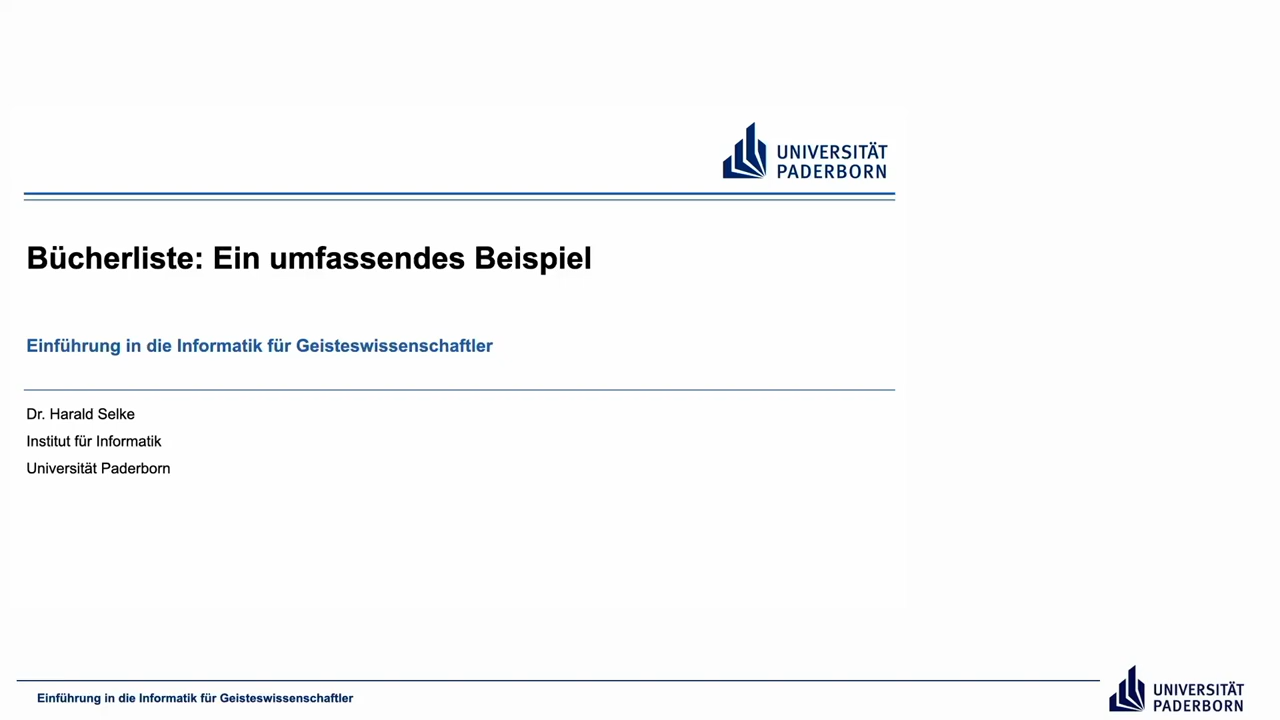 UNIVERSITÄT
PADERBORN
Bücherliste: Ein umfassendes Beispiel
Einführung in die Informatik für Geisteswissenschaftler
Dr. Harald Selke
Institut für Informatik
Universität Paderborn
Einführung in die Informatik für Geisteswissenschaftler
UNIVERSITÄT
PADERBORN